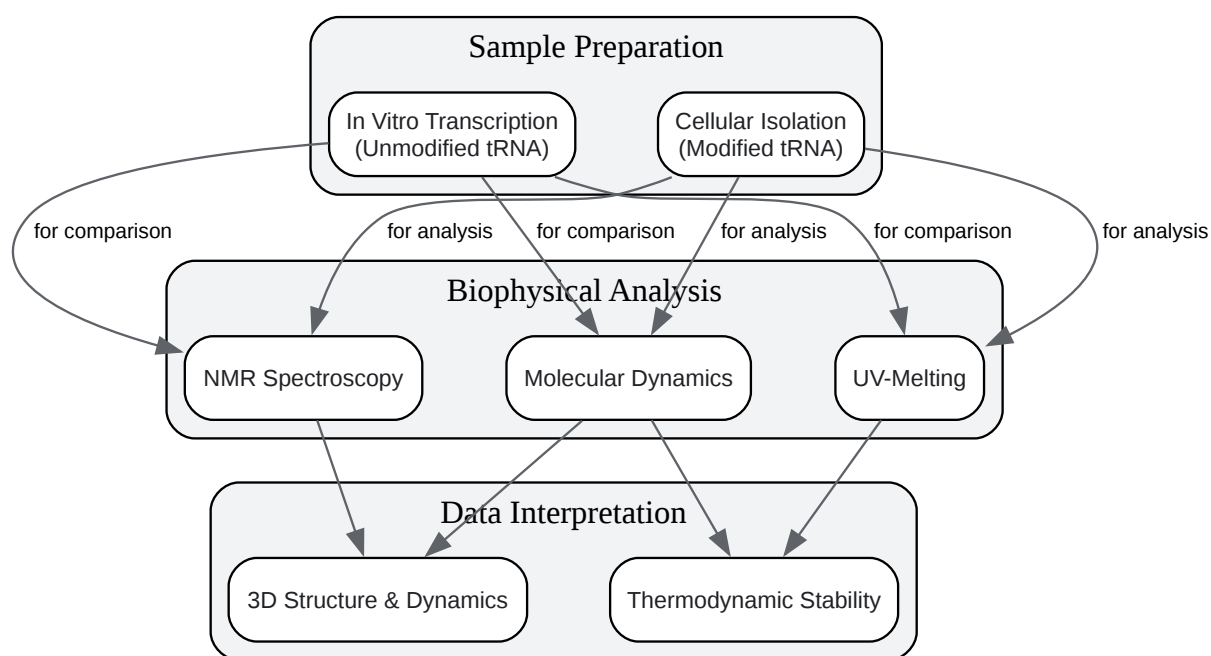 Sample Preparation
In Vitro Transcription
(Unmodified tRNA)
Cellular Isolation
(Modified tRNA)
for comparison
for analysis
for comparison
for analysis
for comparison
for analysis
Biophysical Analysis
NMR Spectroscopy
Molecular Dynamics
UV-Melting
Data Interpretation
3D Structure & Dynamics
Thermodynamic Stability